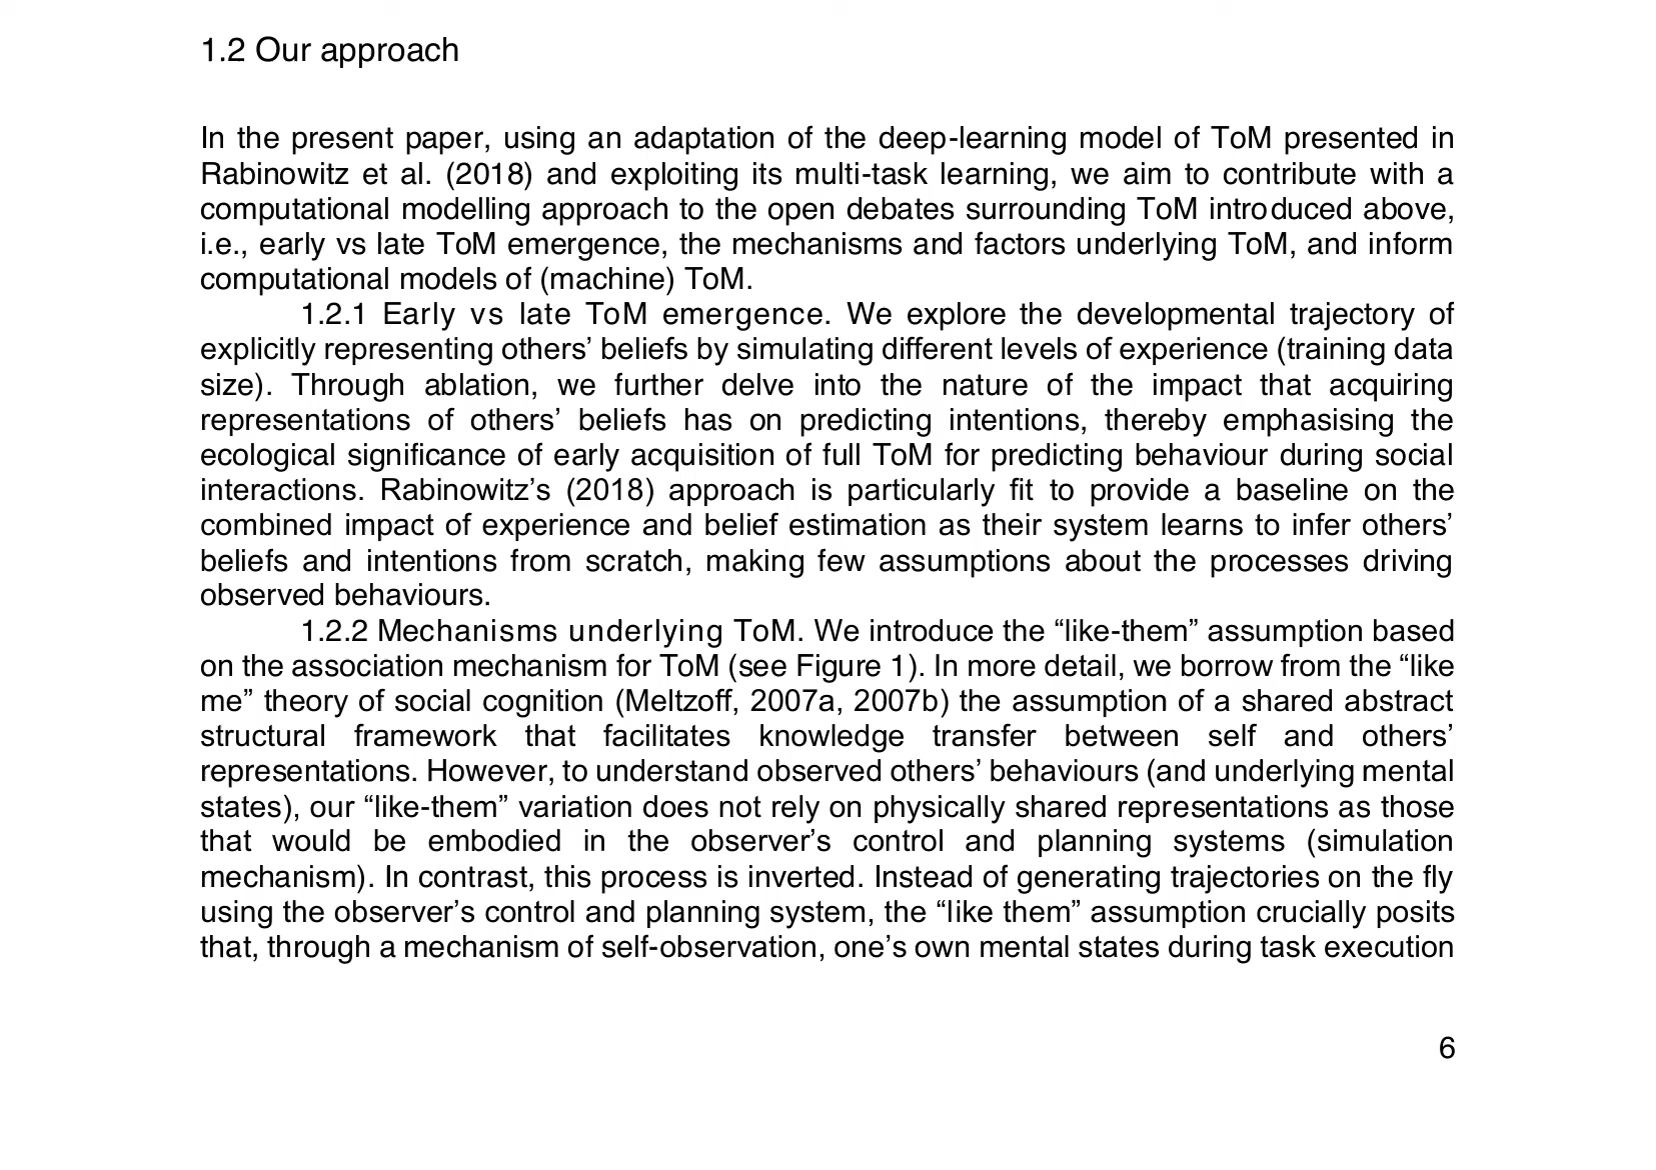 1.2 Our approach
In the present paper, using an adaptation of the deep-learning model of ToM presented in
Rabinowitz et al. (2018) and exploiting its multi-task learning, we aim to contribute with a
computational modelling approach to the open debates surrounding ToM introduced above,
i.e., early vs late ToM emergence, the mechanisms and factors underlying ToM, and inform
computational models of (machine) ToM.
1.2.1 Early vs late ToM emergence. We explore the developmental trajectory of
explicitly representing others’ beliefs by simulating different levels of experience (training data
size). Through ablation, we further delve into the nature of the impact that acquiring
representations of others’ beliefs has on predicting intentions, thereby emphasising the
ecological significance of early acquisition of full ToM for predicting behaviour during social
interactions. Rabinowitz’s (2018) approach is particularly fit to provide a baseline on the
combined impact of experience and belief estimation as their system learns to infer others’
beliefs and intentions from scratch, making few assumptions about the processes driving
observed behaviours.
1.2.2 Mechanisms underlying ToM. We introduce the “like-them” assumption based
on the association mechanism for ToM (see Figure 1). In more detail, we borrow from the “like
me” theory of social cognition (Meltzoff, 2007a, 2007b) the assumption of a shared abstract
structural framework that facilitates knowledge transfer between self and others’
representations. However, to understand observed others’ behaviours (and underlying mental
states), our “like-them” variation does not rely on physically shared representations as those
that would be embodied in the observer’s control and planning systems (simulation
mechanism). In contrast, this process is inverted. Instead of generating trajectories on the fly
using the observer’s control and planning system, the “like them” assumption crucially posits
that, through a mechanism of self-observation, one’s own mental states during task execution
6